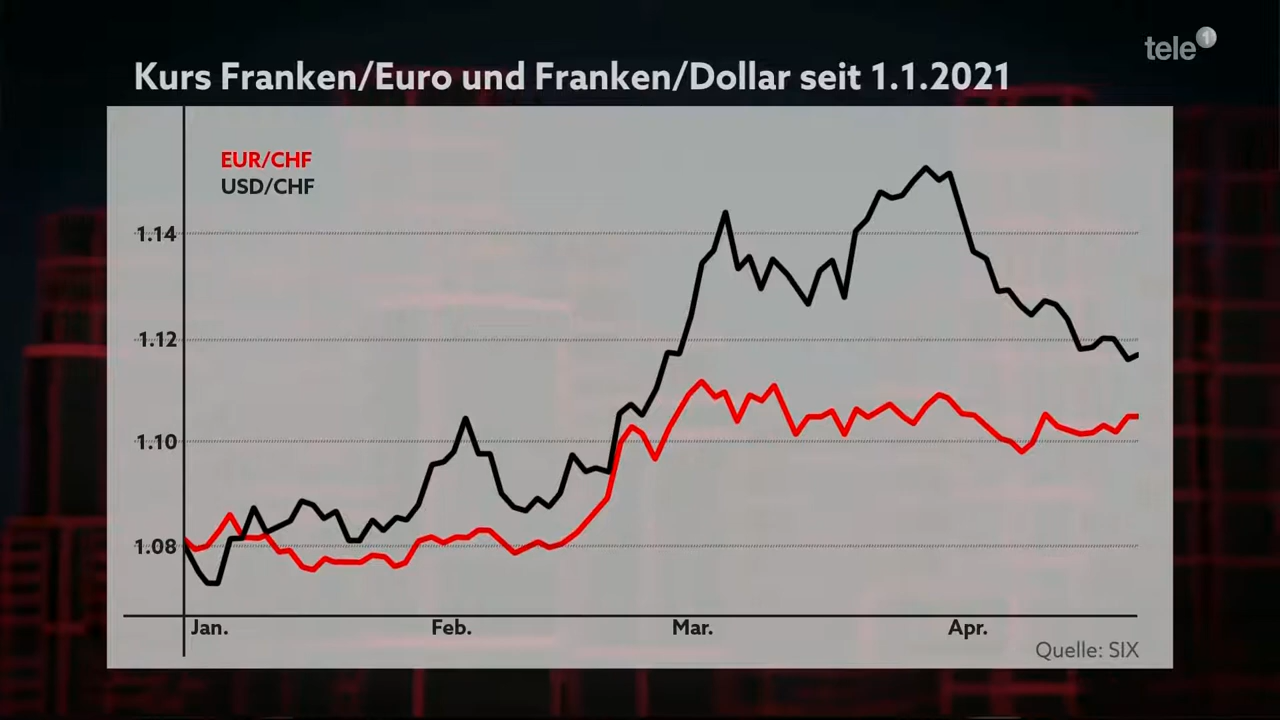 tele1
Kurs Franken/Euro und Franken/Dollar seit 1.1.2021
EUR/CHF
USD/CHF
1.14
1.12
1.10
1.08
Jan. Feb. Mar. Apr.
Quelle: SIX